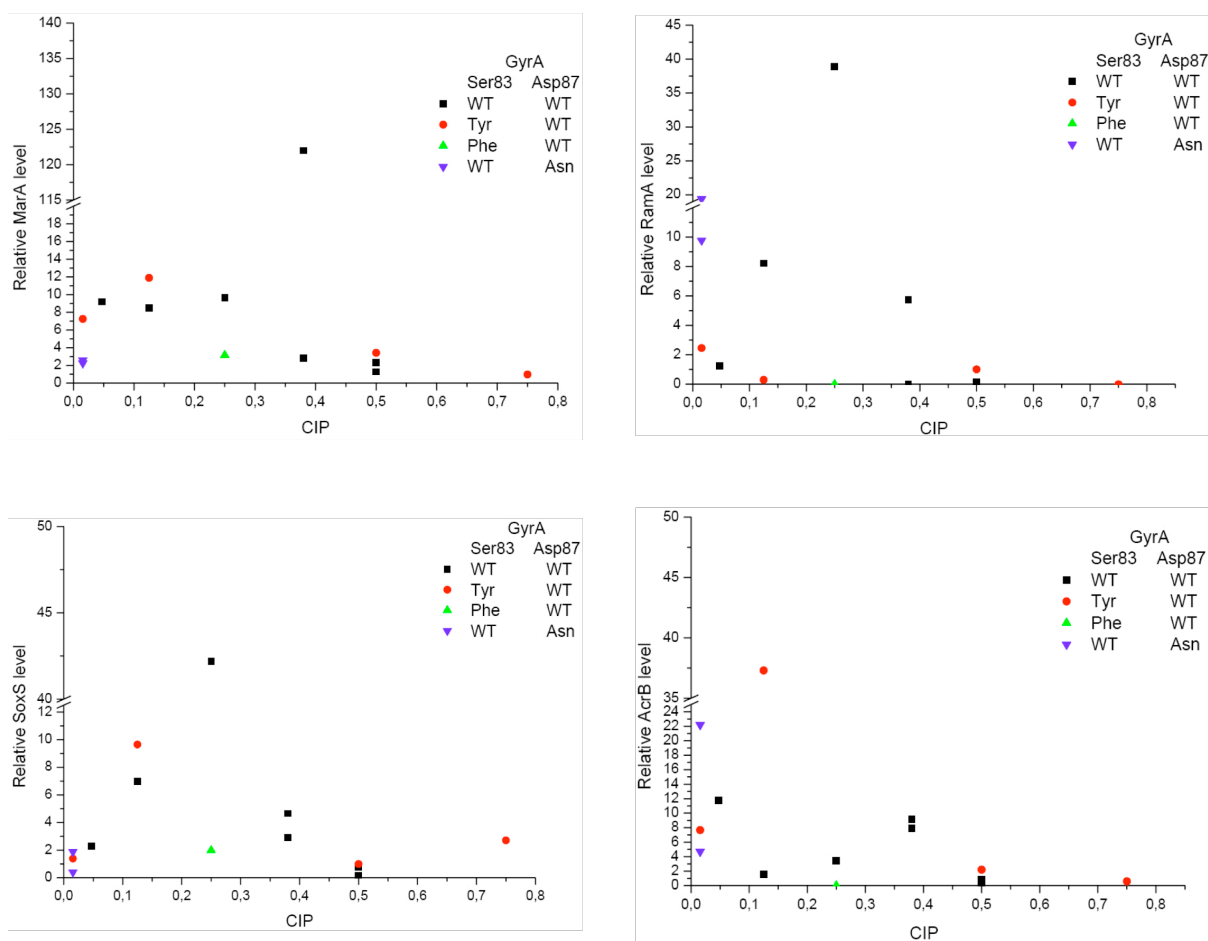 140
135
130
125
120
115
18
16
14
12
10
8
6
4
2
0
0,0 0,1 0,2 0,3 0,4 0,5 0,6 0,7 0,8
Relative MarA level
CIP
GyrA
Ser83 Asp87
WT WT
Tyr WT
Phe WT
WT Asn
45
40
35
30
25
20
10
8
6
4
2
0
0,0 0,1 0,2 0,3 0,4 0,5 0,6 0,7 0,8
Relative RamA level
CIP
GyrA
Ser83 Asp87
WT WT
Tyr WT
Phe WT
WT Asn
50
45
40
12
10
8
6
4
2
0
0,0 0,1 0,2 0,3 0,4 0,5 0,6 0,7 0,8
Relative SoxS level
CIP
GyrA
Ser83 Asp87
WT WT
Tyr WT
Phe WT
WT Asn
50
45
40
35
24
22
20
18
16
14
12
10
8
6
4
2
0
0,0 0,1 0,2 0,3 0,4 0,5 0,6 0,7 0,8
Relative AcrB level
CIP
GyrA
Ser83 Asp87
WT WT
Tyr WT
Phe WT
WT Asn